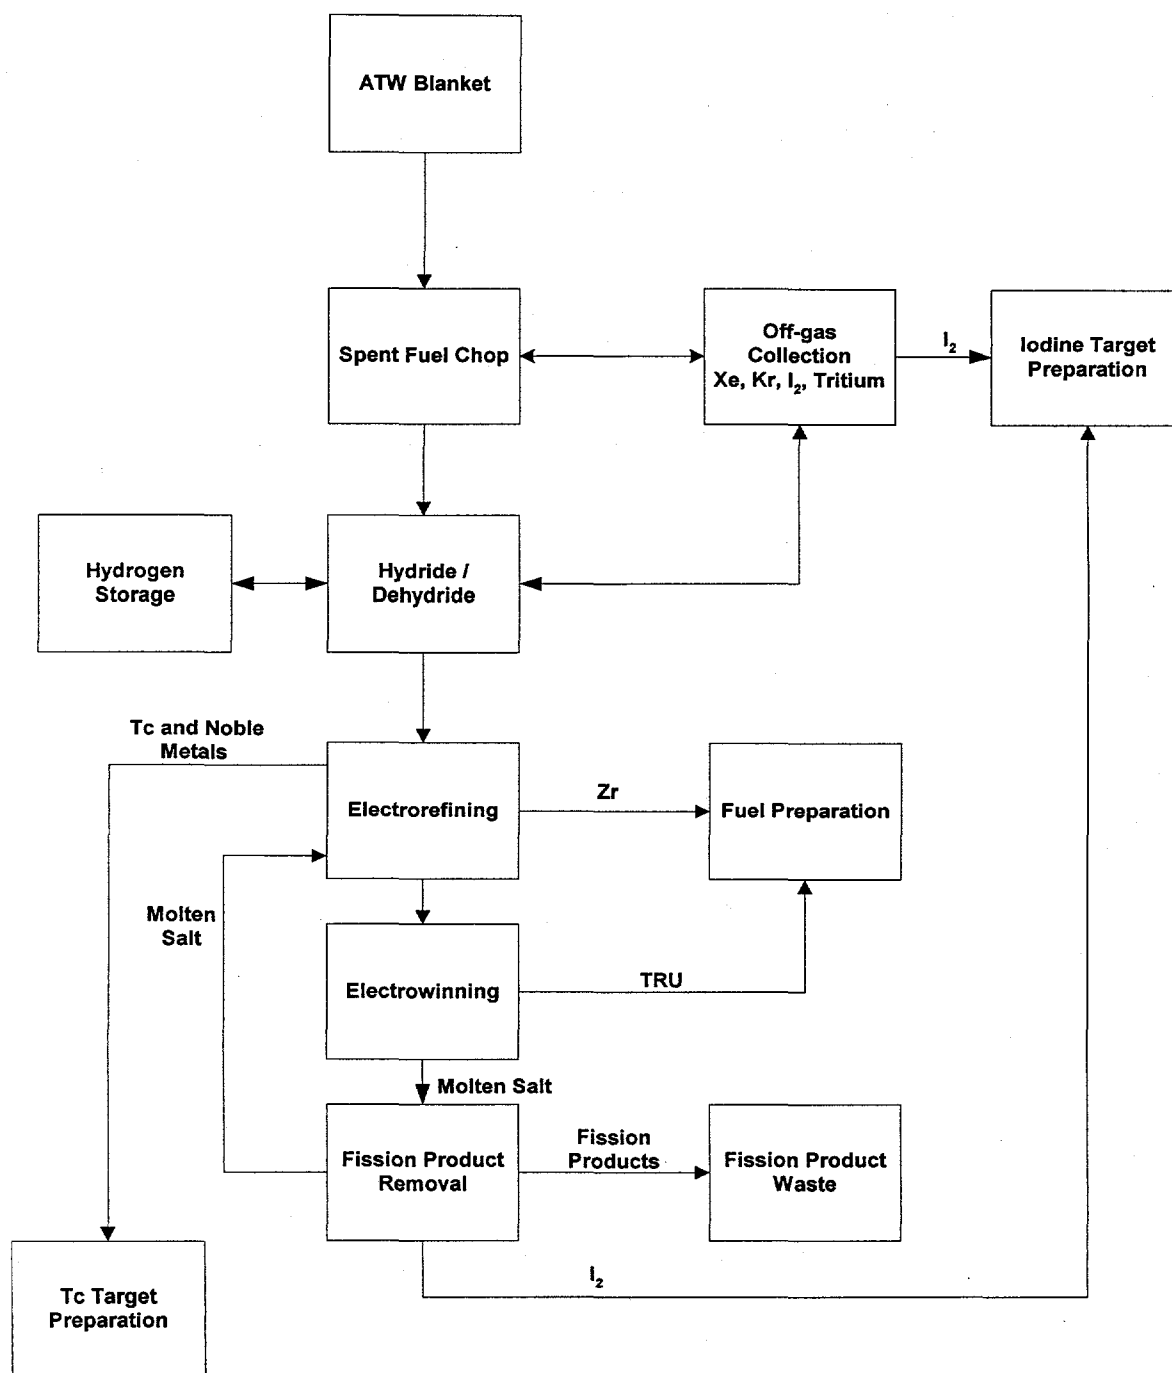 ATW Blanket
Spent Fuel Chop
Off-gas
Collection
Xe, Kr, I₂, Tritium
I₂
Iodine Target
Preparation
Hydrogen
Storage
Hydride /
Dehydride
Tc and Noble
Metals
Electrorefining
Zr
Fuel Preparation
Molten
Salt
Electrowinning
TRU
Molten Salt
Fission Product
Removal
Fission
Products
Fission Product
Waste
I₂
Tc Target
Preparation